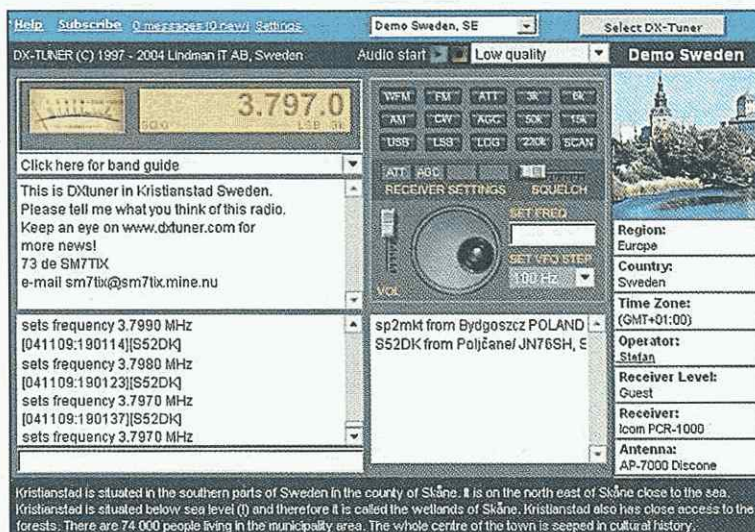 Help Subscribe 0 messages (0 new) Settings
Demo Sweden, SE
Select DX-Tuner
DX-TUNER (C) 1997 - 2004 Lindman IT AB, Sweden
Audio start
Low quality
Demo Sweden
3.797.0
LSB 3k
WFM FM ATT 3k 6k
AM CW AGC 50k 15k
USB LSB LOG 230k SCAN
Click here for band guide
ATT AGC
RECEIVER SETTINGS
SQUELCH
This is DXtuner in Kristianstad Sweden.
Please tell me what you think of this radio.
Keep an eye on www.dxtuner.com for
more news!
73 de SM7TIX
e-mail sm7tix@sm7tix.mine.nu
SET FREQ
SET VFO STEP
100 Hz
VOL
Region:
Europe
Country:
Sweden
Time Zone:
(GMT+01:00)
Operator:
Stefan
Receiver Level:
Guest
Receiver:
Icom PCR-1000
Antenna:
AP-7000 Discone
sets frequency 3.7990 MHz
[041109:190114][S52DK]
sets frequency 3.7980 MHz
[041109:190123][S52DK]
sets frequency 3.7970 MHz
[041109:190137][S52DK]
sets frequency 3.7970 MHz
sp2mkt from Bydgoszcz POLAND
S52DK from Poljčane/ JN76SH, S
Kristianstad is situated in the southern parts of Sweden in the county of Skåne. It is on the north east of Skåne close to the sea.
Kristianstad is situated below sea level (!) and therefore it is called the wetlands of Skåne. Kristianstad also has close access to the
forests. There are 74 000 people living in the municipality area. The whole centre of the town is seeped in cultural history.